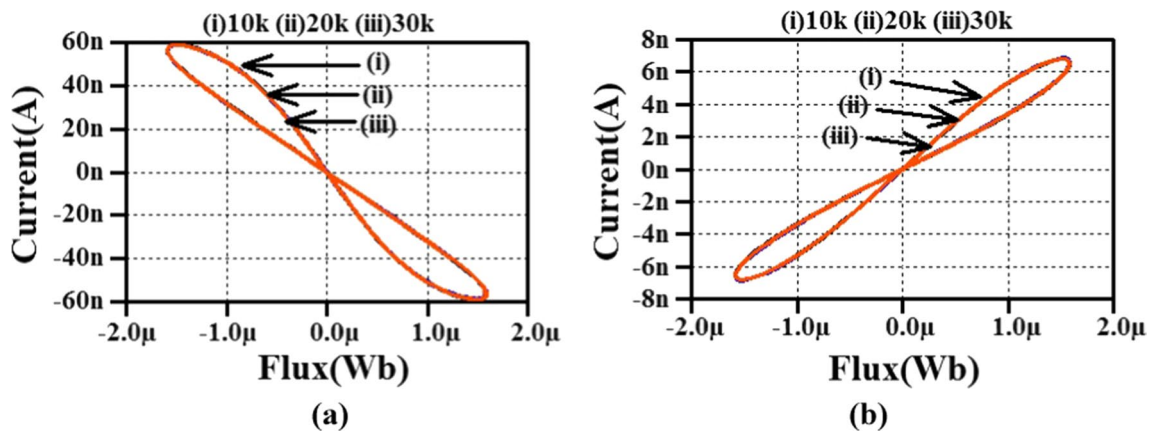 (i)10k (ii)20k (iii)30k
60n
40n
20n
0n
-20n
-40n
-60n
Current(A)
(i)
(ii)
(iii)
-2.0μ -1.0μ 0.0μ 1.0μ 2.0μ
Flux(Wb)
(a)
(i)10k (ii)20k (iii)30k
8n
6n
4n
2n
0n
-2n
-4n
-6n
-8n
Current(A)
(i)
(ii)
(iii)
-2.0μ -1.0μ 0.0μ 1.0μ 2.0μ
Flux(Wb)
(b)